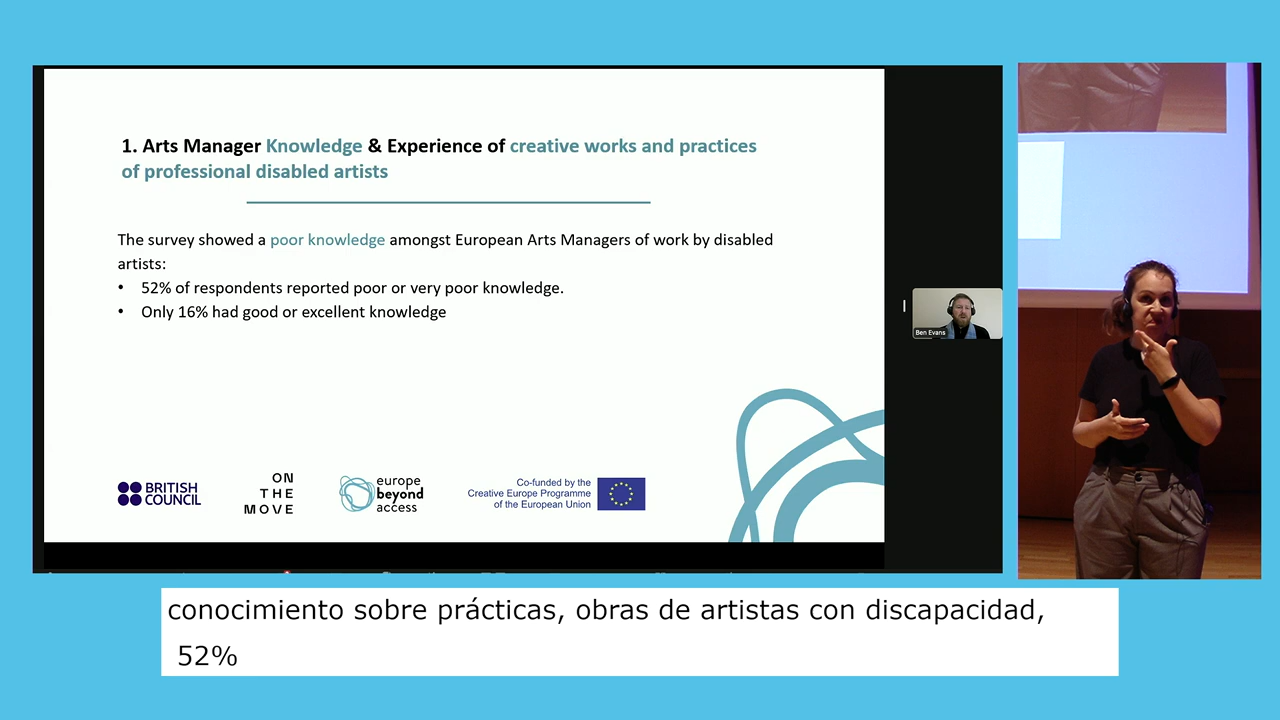 1. Arts Manager Knowledge & Experience of creative works and practices
of professional disabled artists
The survey showed a poor knowledge amongst European Arts Managers of work by disabled
artists:
• 52% of respondents reported poor or very poor knowledge.
• Only 16% had good or excellent knowledge
Ben Evans
BRITISH
COUNCIL
ON
THE
MOVE
europe
beyond
access
Co-funded by the
Creative Europe Programme
of the European Union
conocimiento sobre prácticas, obras de artistas con discapacidad,
52%